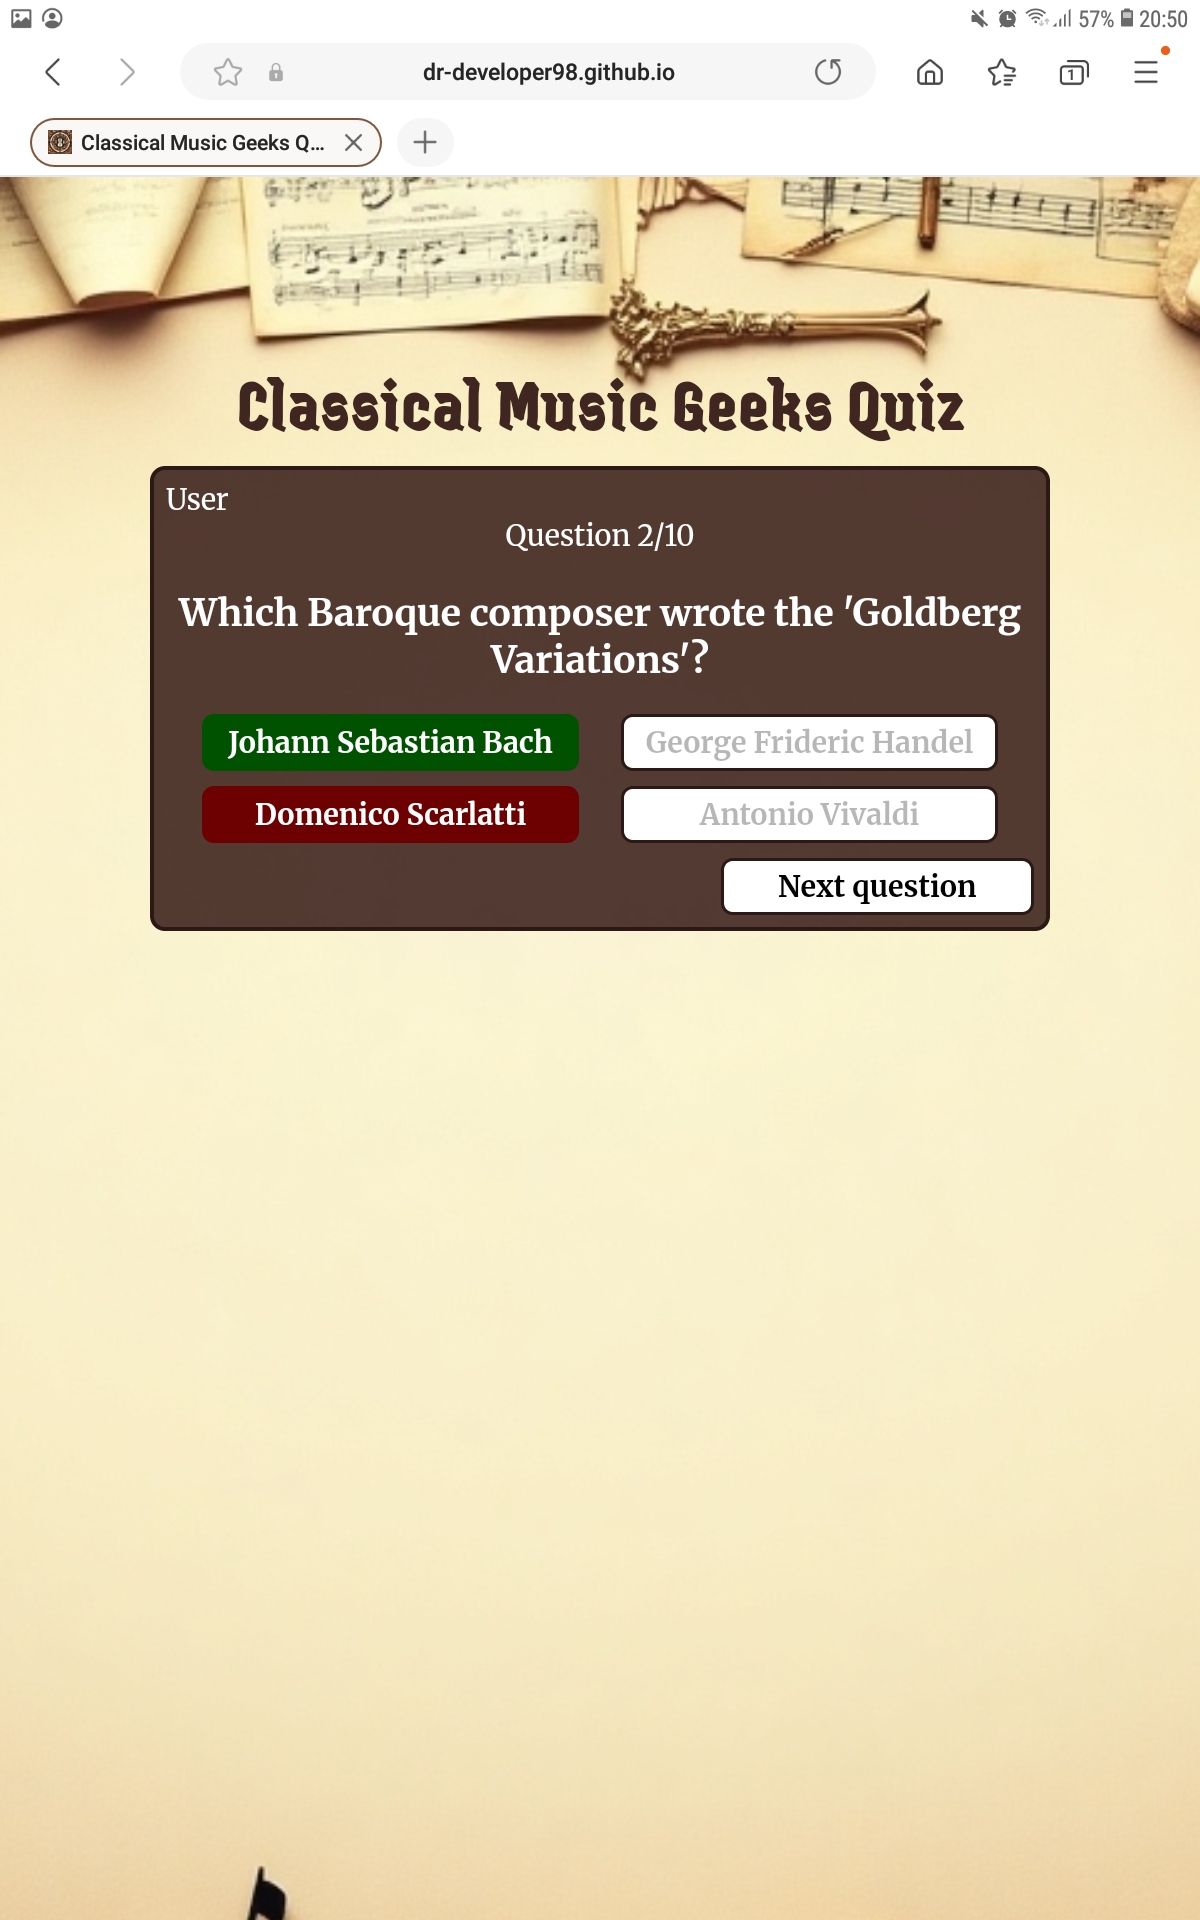 57% 20:50
dr-developer98.github.io
1
Classical Music Geeks Q...
Classical Music Geeks Quiz
User
Question 2/10
Which Baroque composer wrote the 'Goldberg
Variations'?
Johann Sebastian Bach George Frideric Handel
Domenico Scarlatti Antonio Vivaldi
Next question